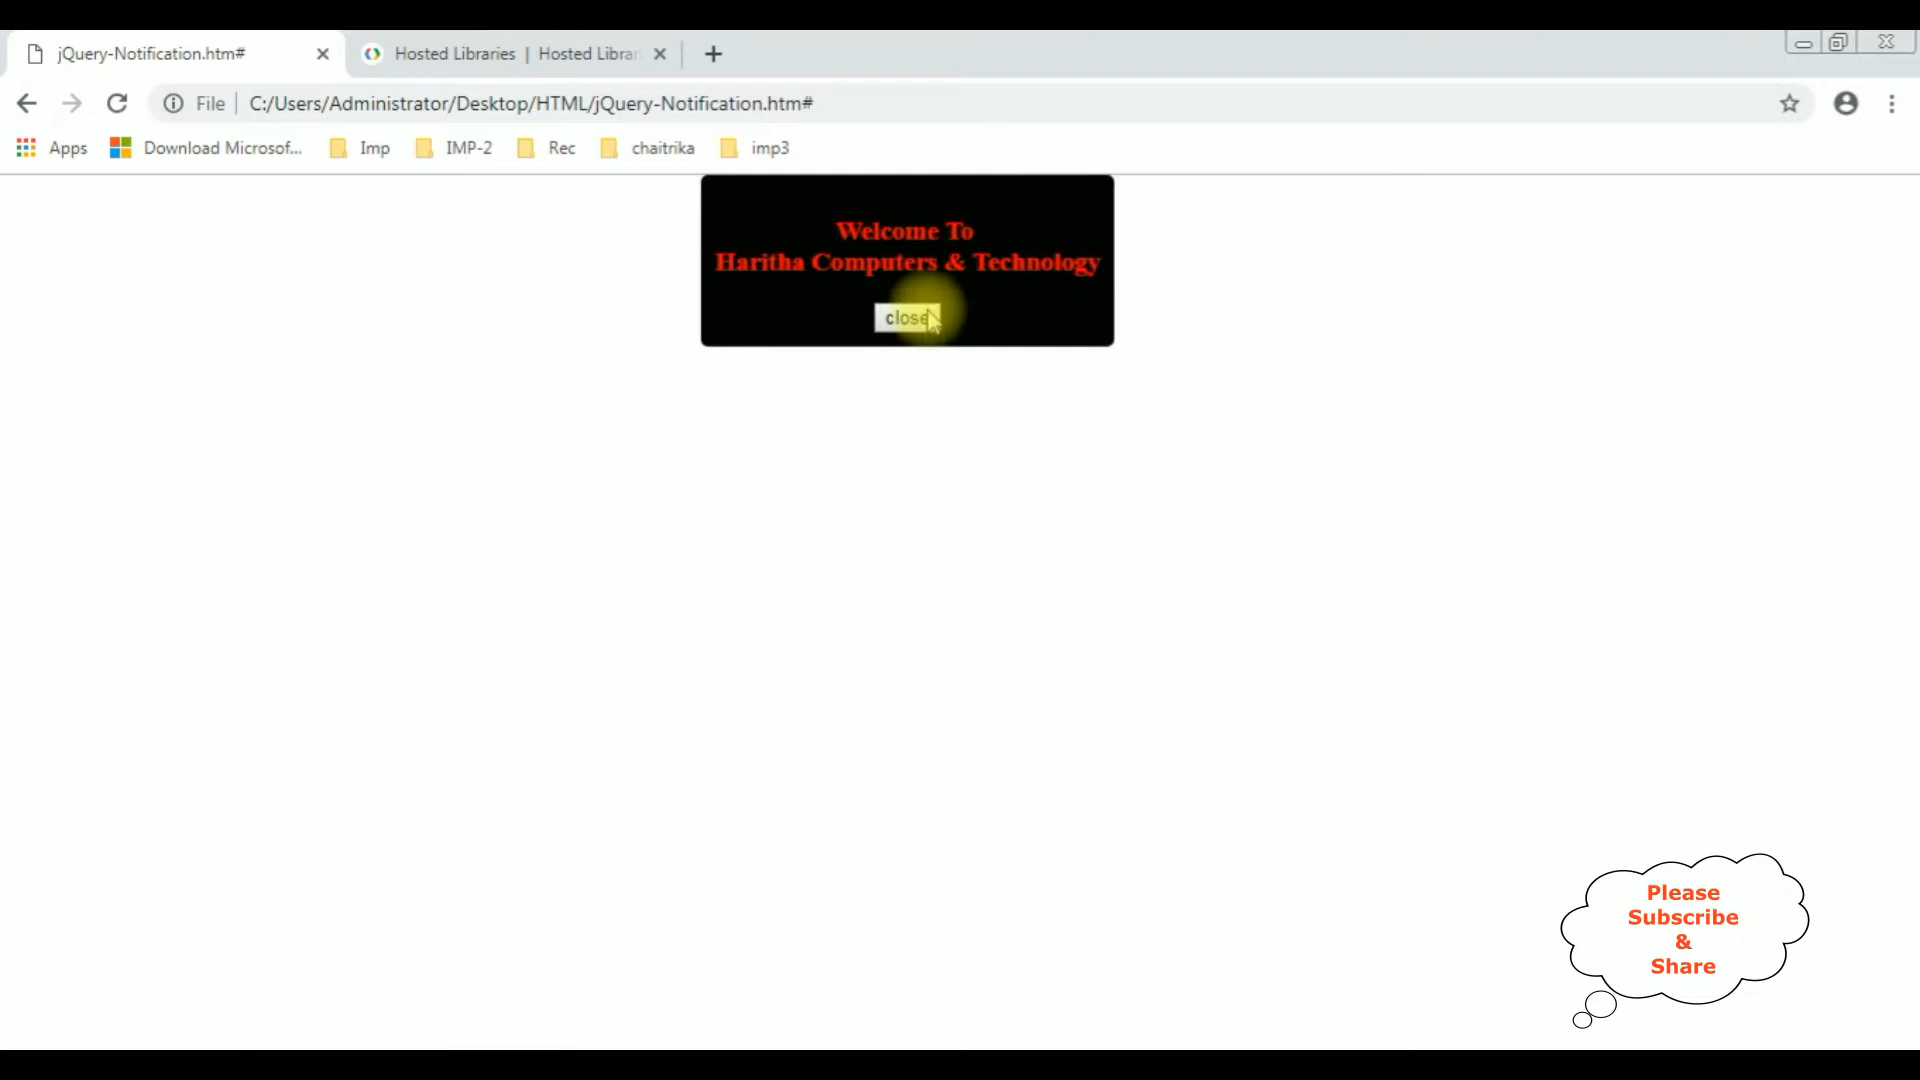 jQuery-Notification.htm#
Hosted Libraries | Hosted Librar
File
C:/Users/Administrator/Desktop/HTML/jQuery-Notification.htm#
Apps
Download Microsof...
Imp
IMP-2
Rec
chaitrika
imp3
Welcome To
Haritha Computers & Technology
close
Please
Subscribe
&
Share